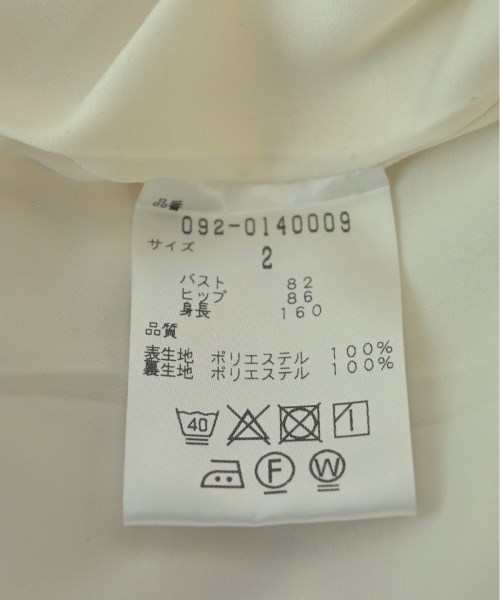 品番
092-0140009
サイズ
2
バスト 82
ヒップ 86
身長 160
品質
表生地 ポリエステル 100%
裏生地 ポリエステル 100%
40
F W